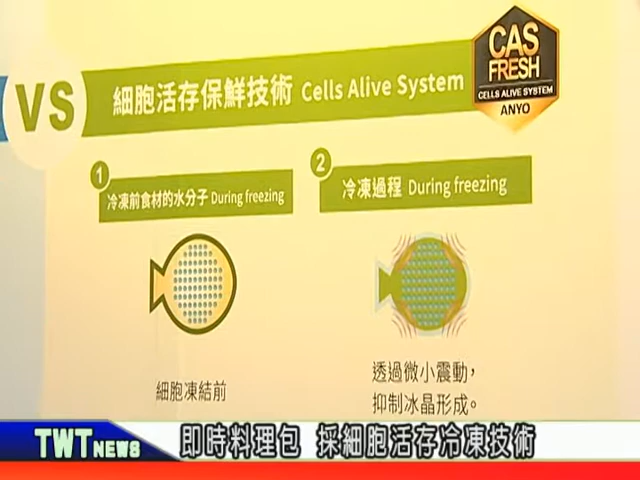 VS
細胞活存保鮮技術 Cells Alive System
CAS
FRESH
CELLS ALIVE SYSTEM
ANYO
1
冷凍前食材的水分子 During freezing
2
冷凍過程 During freezing
細胞凍結前
透過微小震動,
抑制冰晶形成。
TWT NEWS
即時料理包 採細胞活存冷凍技術